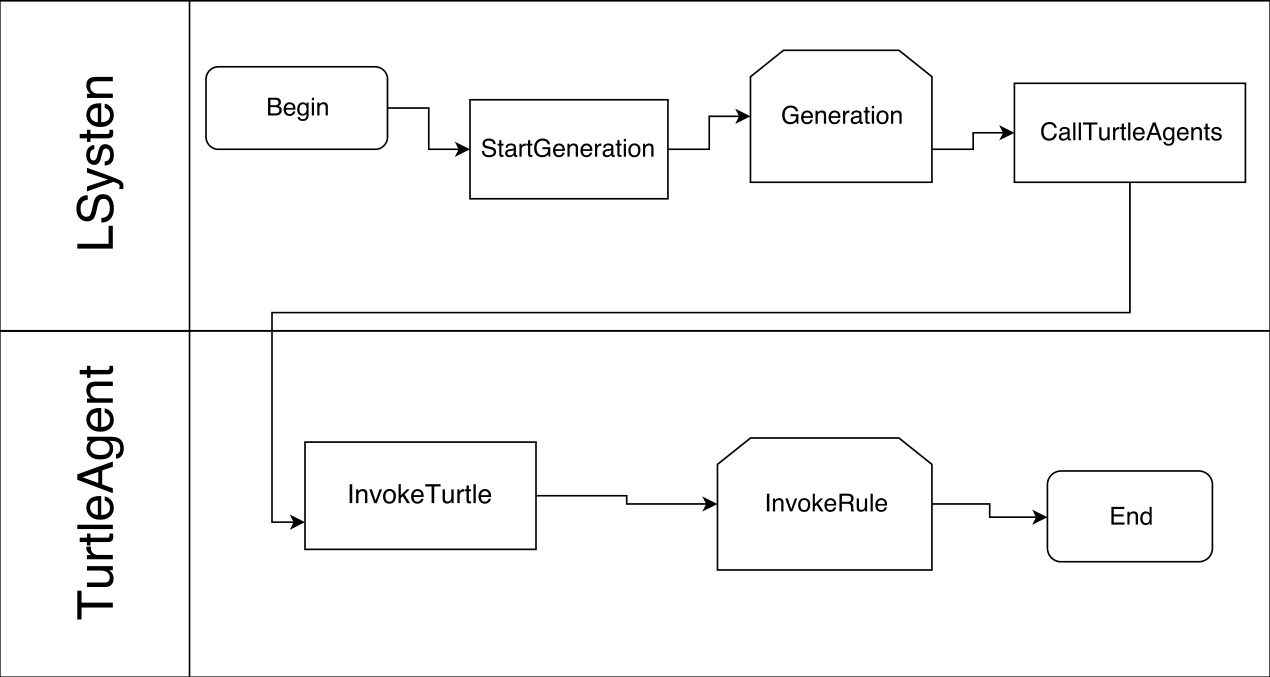 LSysten
Begin
StartGeneration
Generation
CallTurtleAgents
TurtleAgent
InvokeTurtle
InvokeRule
End